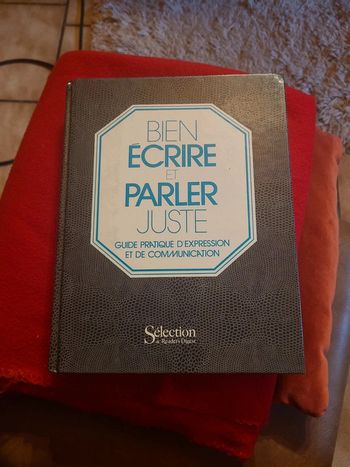 BIEN
ÉCRIRE
ET
PARLER
JUSTE
GUIDE PRATIQUE D'EXPRESSION
ET DE COMMUNICATION
Sélection
du Reader's Digest